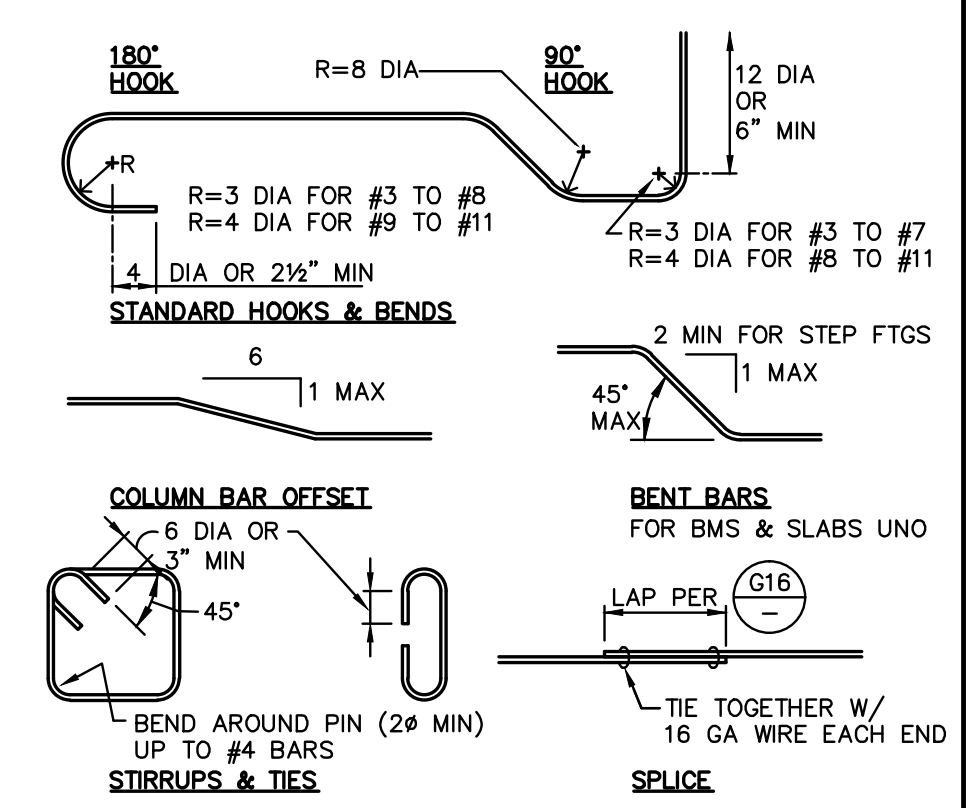 180°
HOOK
R=8 DIA
90°
HOOK
12 DIA
OR
6" MIN
R
R=3 DIA FOR #3 TO #8
R=4 DIA FOR #9 TO #11
R=3 DIA FOR #3 TO #7
R=4 DIA FOR #8 TO #11
4 DIA OR 2½" MIN
STANDARD HOOKS & BENDS
6
1 MAX
2 MIN FOR STEP FTGS
1 MAX
45°
MAX
COLUMN BAR OFFSET
BENT BARS
FOR BMS & SLABS UNO
6 DIA OR
3" MIN
45°
BEND AROUND PIN (2ø MIN)
UP TO #4 BARS
STIRRUPS & TIES
LAP PER
G16
–
TIE TOGETHER W/
16 GA WIRE EACH END
SPLICE